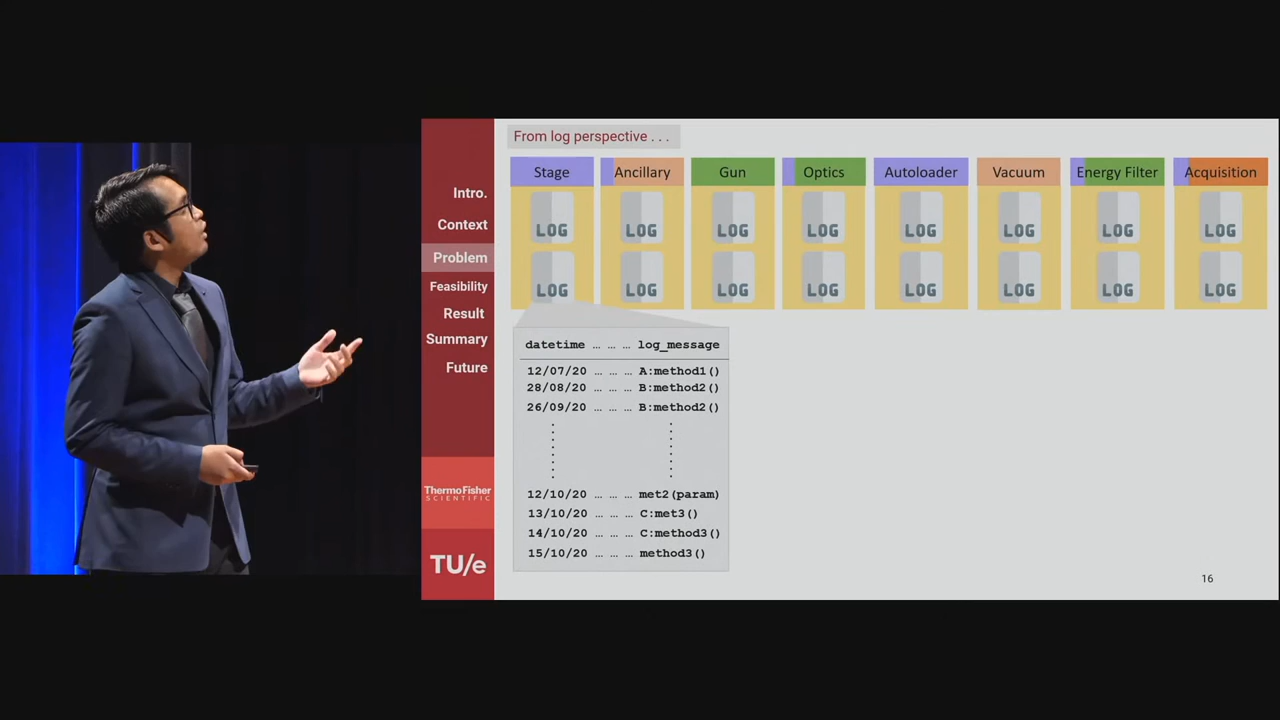 From log perspective . . .
Intro.
Context
Problem
Feasibility
Result
Summary
Future
ThermoFisher
SCIENTIFIC
TU/e
Stage Ancillary Gun Optics Autoloader Vacuum Energy Filter Acquisition
LOG LOG LOG LOG LOG LOG LOG LOG
LOG LOG LOG LOG LOG LOG LOG LOG
datetime … … … log_message
12/07/20 … … … A:method1()
28/08/20 … … … B:method2()
26/09/20 … … … B:method2()
12/10/20 … … … met2(param)
13/10/20 … … … C:met3()
14/10/20 … … … C:method3()
15/10/20 … … … method3()
16